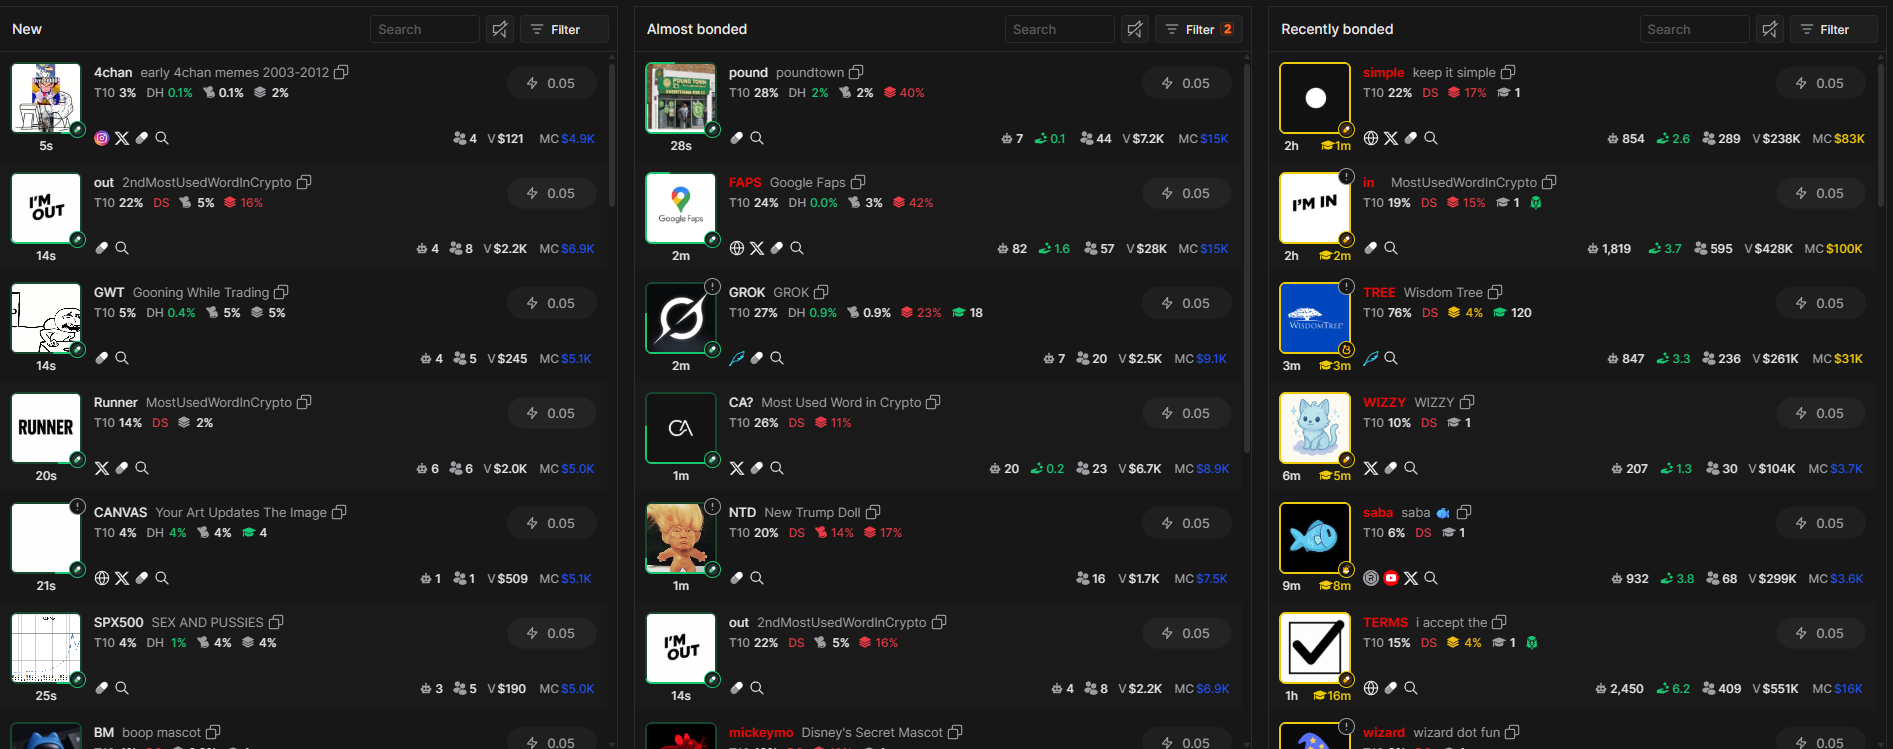 New
Search
Filter
4chan early 4chan memes 2003-2012
T10 3% DH 0.1% 0.1% 2%
0.05
5s
4 V $121 MC $4.9K
I'M OUT
out 2ndMostUsedWordInCrypto
T10 22% DS 5% 16%
0.05
14s
4 8 V $2.2K MC $6.9K
GWT Gooning While Trading
T10 5% DH 0.4% 5% 5%
0.05
14s
4 5 V $245 MC $5.1K
RUNNER
Runner MostUsedWordInCrypto
T10 14% DS 2%
0.05
20s
6 6 V $2.0K MC $5.0K
CANVAS Your Art Updates The Image
T10 4% DH 4% 4% 4
0.05
21s
1 1 V $509 MC $5.1K
SPX500 SEX AND PUSSIES
T10 4% DH 1% 4% 4%
0.05
25s
3 5 V $190 MC $5.0K
BM boop mascot
0.05
Almost bonded
Search
Filter 2
POUND TOWN
pound poundtown
T10 28% DH 2% 2% 40%
0.05
28s
7 0.1 44 V $7.2K MC $15K
Google Faps
FAPS Google Faps
T10 24% DH 0.0% 3% 42%
0.05
2m
82 1.6 57 V $28K MC $15K
GROK GROK
T10 27% DH 0.9% 0.9% 23% 18
0.05
2m
7 20 V $2.5K MC $9.1K
CA
CA? Most Used Word in Crypto
T10 26% DS 11%
0.05
1m
20 0.2 23 V $6.7K MC $8.9K
NTD New Trump Doll
T10 20% DS 14% 17%
0.05
1m
16 V $1.7K MC $7.5K
I'M OUT
out 2ndMostUsedWordInCrypto
T10 22% DS 5% 16%
0.05
14s
4 8 V $2.2K MC $6.9K
mickeymo Disney's Secret Mascot
0.05
Recently bonded
Search
Filter
simple keep it simple
T10 22% DS 17% 1
0.05
2h 1m
854 2.6 289 V $238K MC $83K
I'M IN
in MostUsedWordInCrypto
T10 19% DS 15% 1
0.05
2h 2m
1,819 3.7 595 V $428K MC $100K
WISDOMTREE
TREE Wisdom Tree
T10 76% DS 4% 120
0.05
3m 3m
847 3.3 236 V $261K MC $31K
WIZZY WIZZY
T10 10% DS 1
0.05
6m 5m
207 1.3 30 V $104K MC $3.7K
saba saba
T10 6% DS 1
0.05
9m 8m
932 3.8 68 V $299K MC $3.6K
TERMS i accept the
T10 15% DS 4% 1
0.05
1h 16m
2,450 6.2 409 V $551K MC $16K
wizard wizard dot fun
0.05